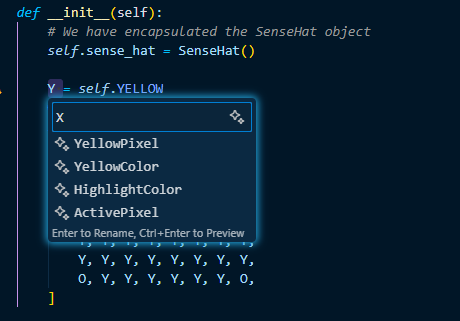 def __init__(self):
# We have encapsulated the SenseHat object
self.sense_hat = SenseHat()
Y = self.YELLOW
X
YellowPixel
YellowColor
HighlightColor
ActivePixel
Enter to Rename, Ctrl+Enter to Preview
Y, Y, Y, Y, Y, Y, Y, Y,
Y, Y, Y, Y, Y, Y, Y, Y,
O, Y, Y, Y, Y, Y, Y, O,
]